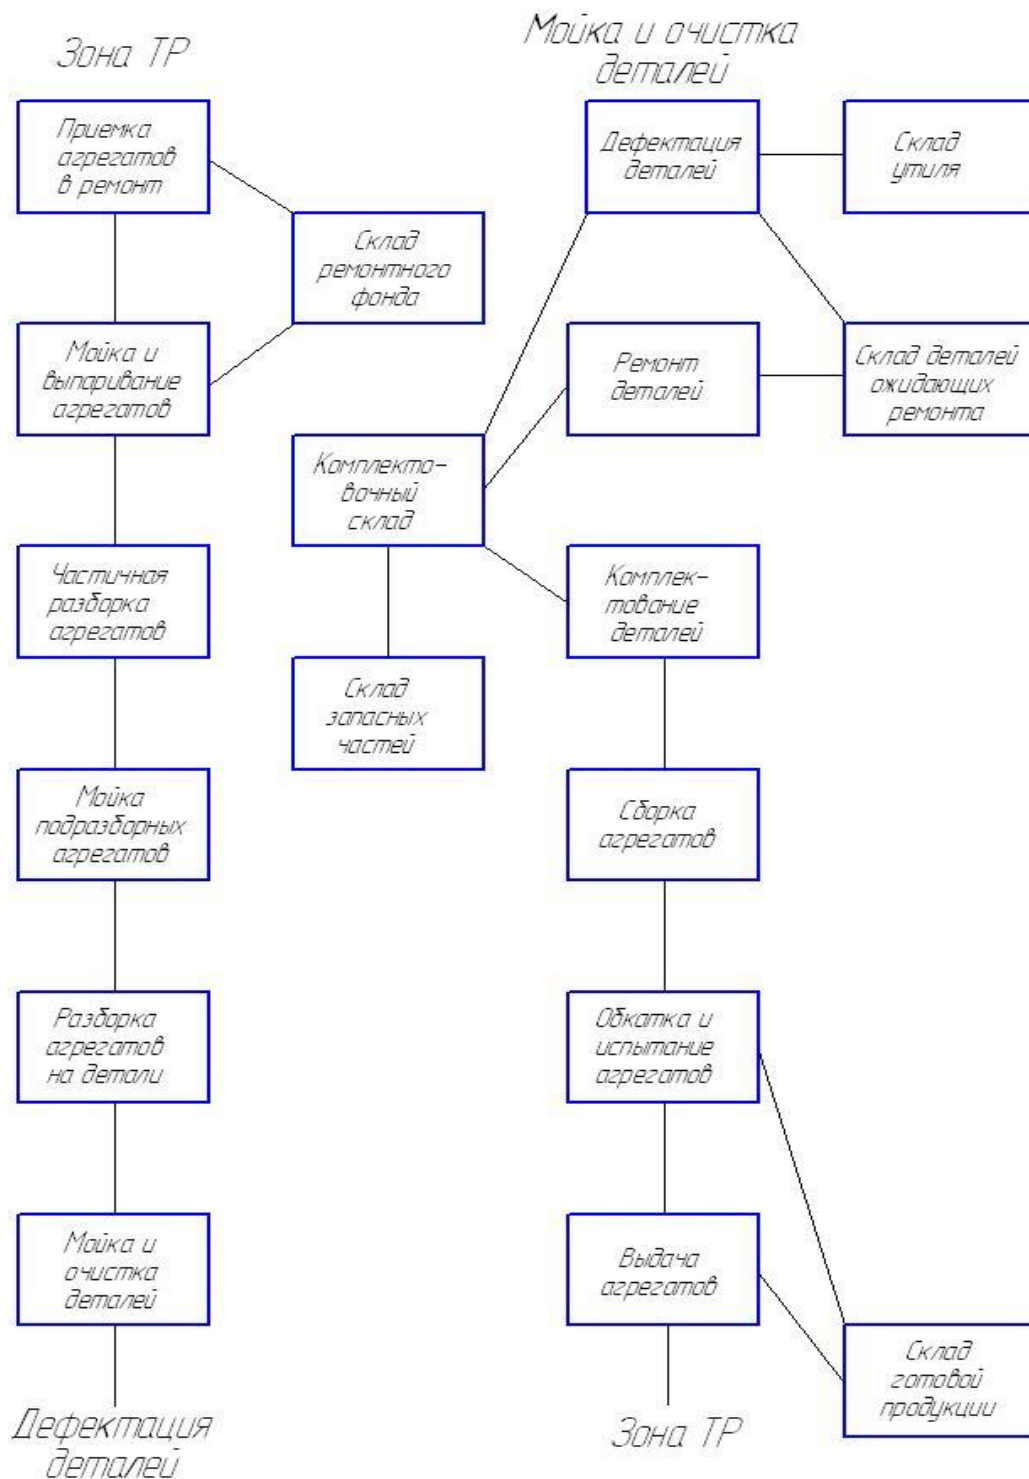 Зона ТР
Приемка
агрегатов
в ремонт
Склад
ремонтного
фонда
Мойка и
выпаривание
агрегатов
Частичная
разборка
агрегатов
Мойка
подразборных
агрегатов
Разборка
агрегатов
на детали
Мойка и
очистка
деталей
Дефектация
деталей
Мойка и очистка
деталей
Дефектация
деталей
Склад
утиля
Ремонт
деталей
Склад деталей
ожидающих
ремонта
Комплекто-
вочный
склад
Склад
запасных
частей
Комплек-
тование
деталей
Сборка
агрегатов
Обкатка и
испытание
агрегатов
Выдача
агрегатов
Склад
готовой
продукции
Зона ТР